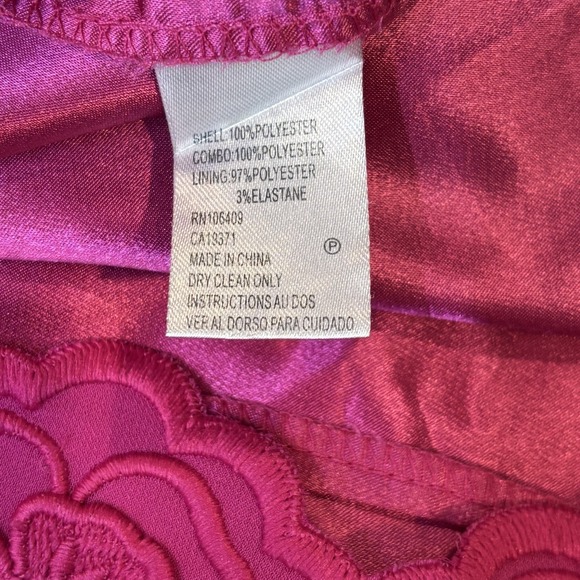 SHELL:100%POLYESTER
COMBO:100%POLYESTER
LINING:97%POLYESTER
3%ELASTANE
RN106409
CA19371
MADE IN CHINA
P
DRY CLEAN ONLY
INSTRUCTIONS AU DOS
VER AL DORSO PARA CUIDADO